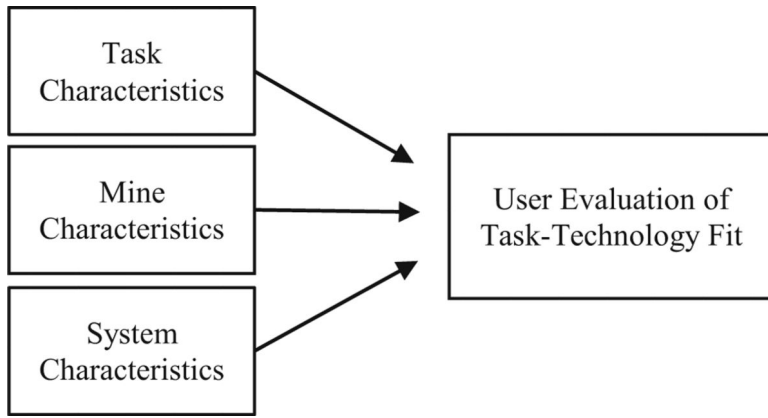 Task
Characteristics
Mine
Characteristics
System
Characteristics
User Evaluation of
Task-Technology Fit